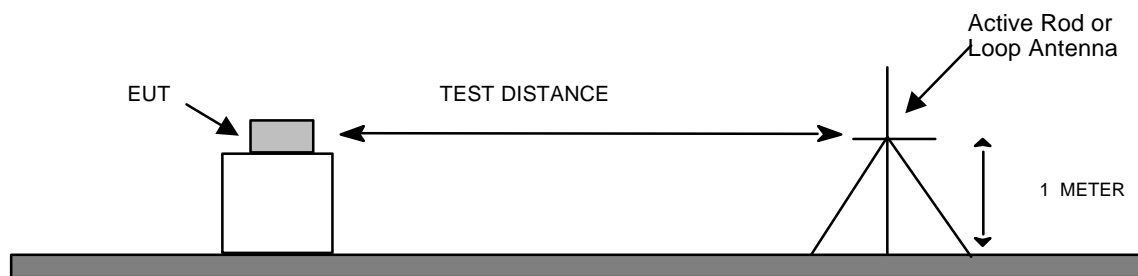 Active Rod or
Loop Antenna
EUT
TEST DISTANCE
1 METER